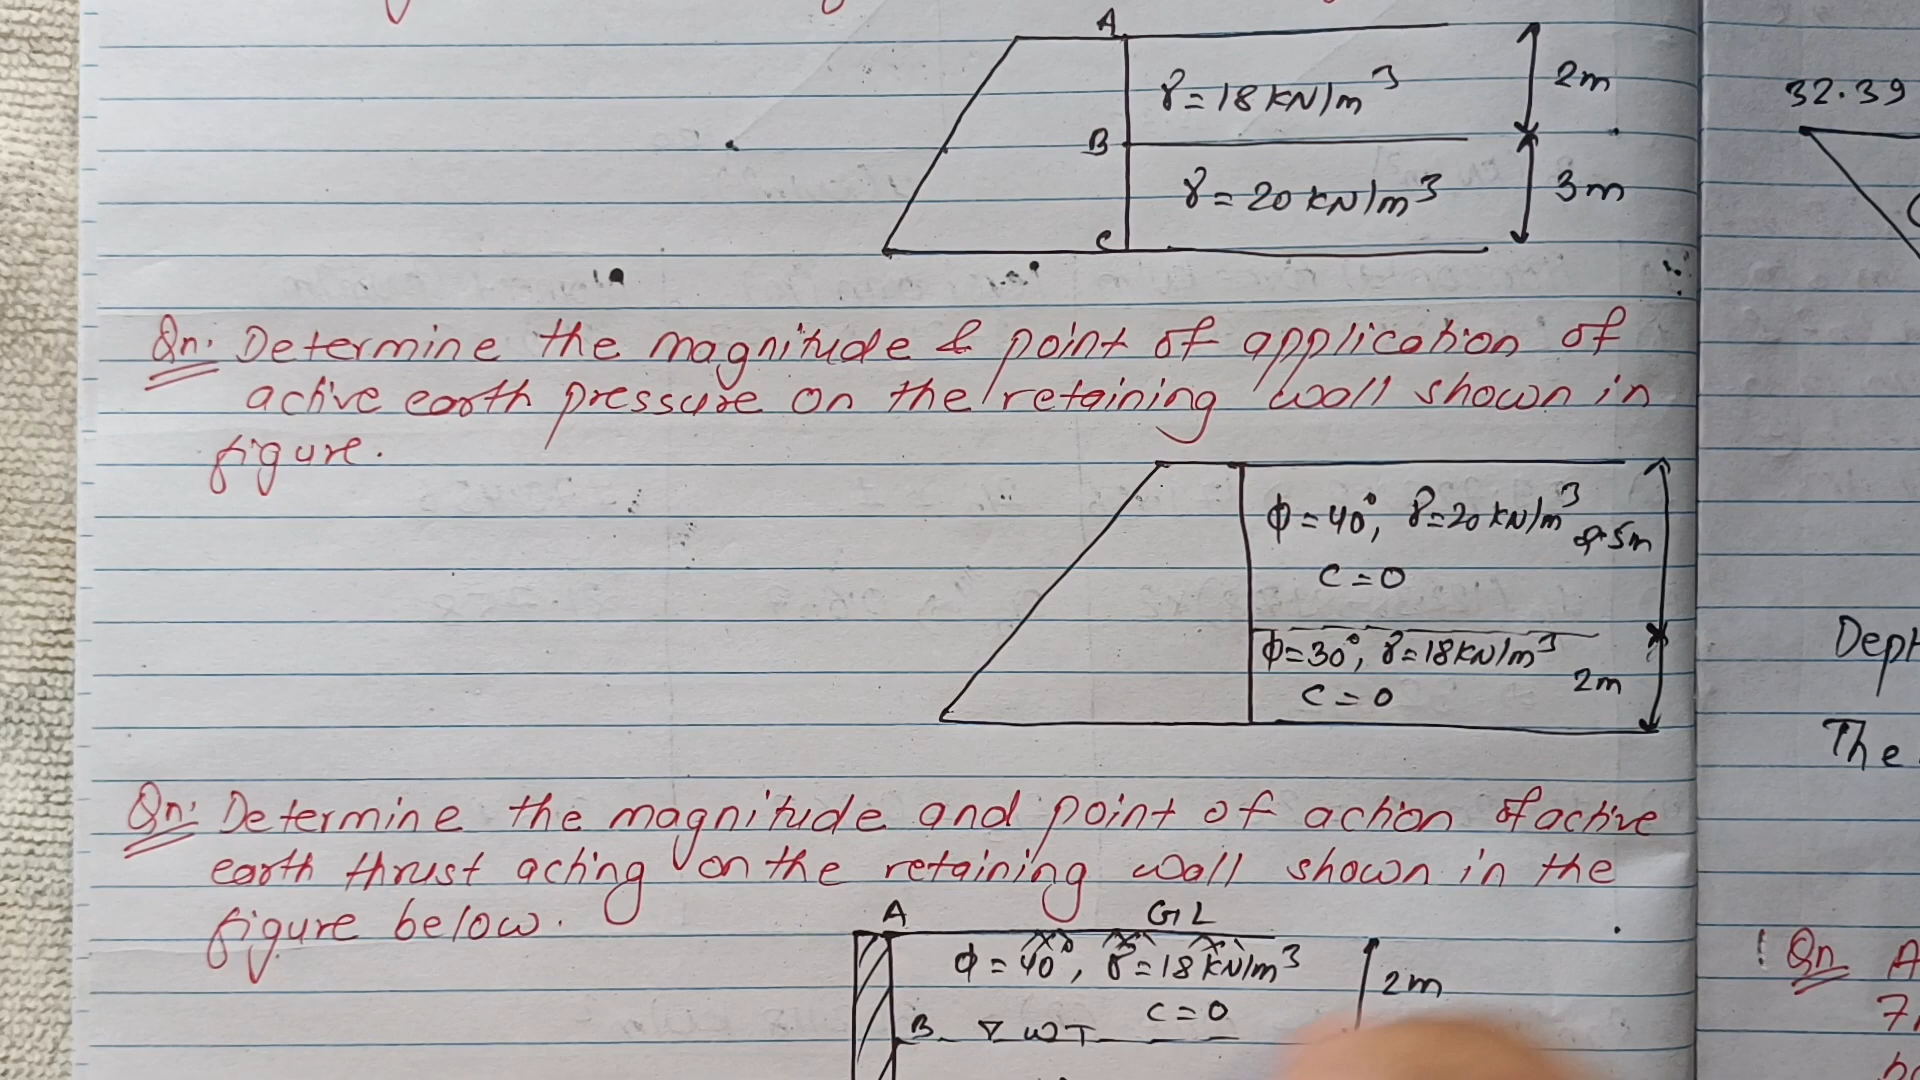 A
γ=18 KN/m³
2m
B
γ=20 KN/m³
3m
C
32.39
Qn: Determine the magnitude & point of application of
active earth pressure on the retaining wall shown in
figure.
ϕ=40°, γ=20 KN/m³
C=0
ϕ=30°, γ=18KN/m³
2m
C=0
The
Qn: Determine the magnitude and point of action of active
earth thrust acting on the retaining wall shown in the
figure below.
A
GL
ϕ=40°, γ=18 KN/m³
2m
C=0
B
WT
Qn A